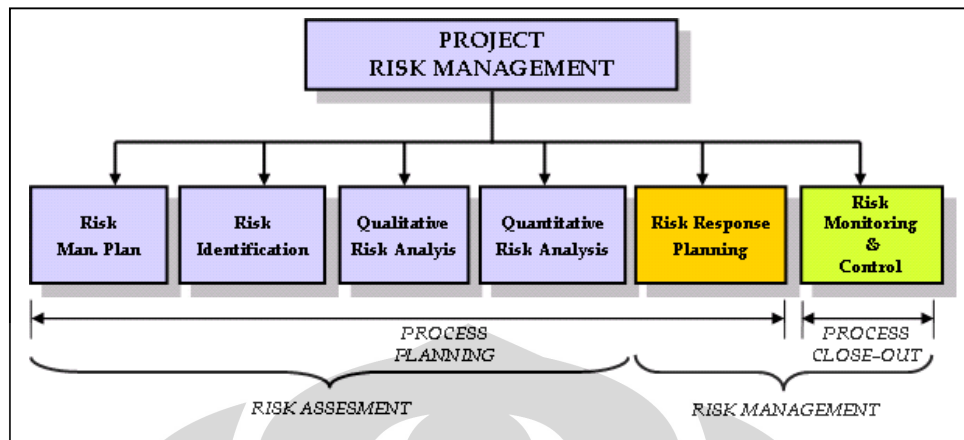 PROJECT
RISK MANAGEMENT
Risk
Man. Plan
Risk
Identification
Qualitative
Risk Analyis
Quantitative
Risk Analysis
Risk Response
Planning
Risk
Monitoring
&
Control
PROCESS
PLANNING
PROCESS
CLOSE-OUT
RISK ASSESMENT
RISK MANAGEMENT